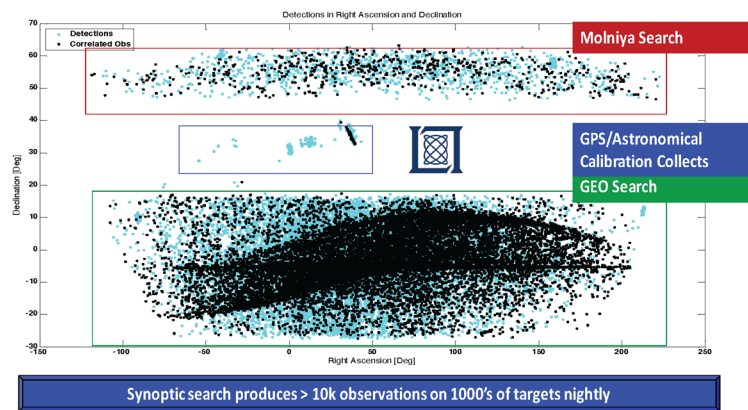 Detections in Right Ascension and Declination
Detections
Correlated Obs
Molniya Search
GPS/Astronomical
Calibration Collects
GEO Search
Declination [Deg]
70
60
50
40
30
20
10
0
-10
-20
-30
-150
-100
-50
0
50
100
150
200
250
Right Ascension [Deg]
Synoptic search produces > 10k observations on 1000's of targets nightly